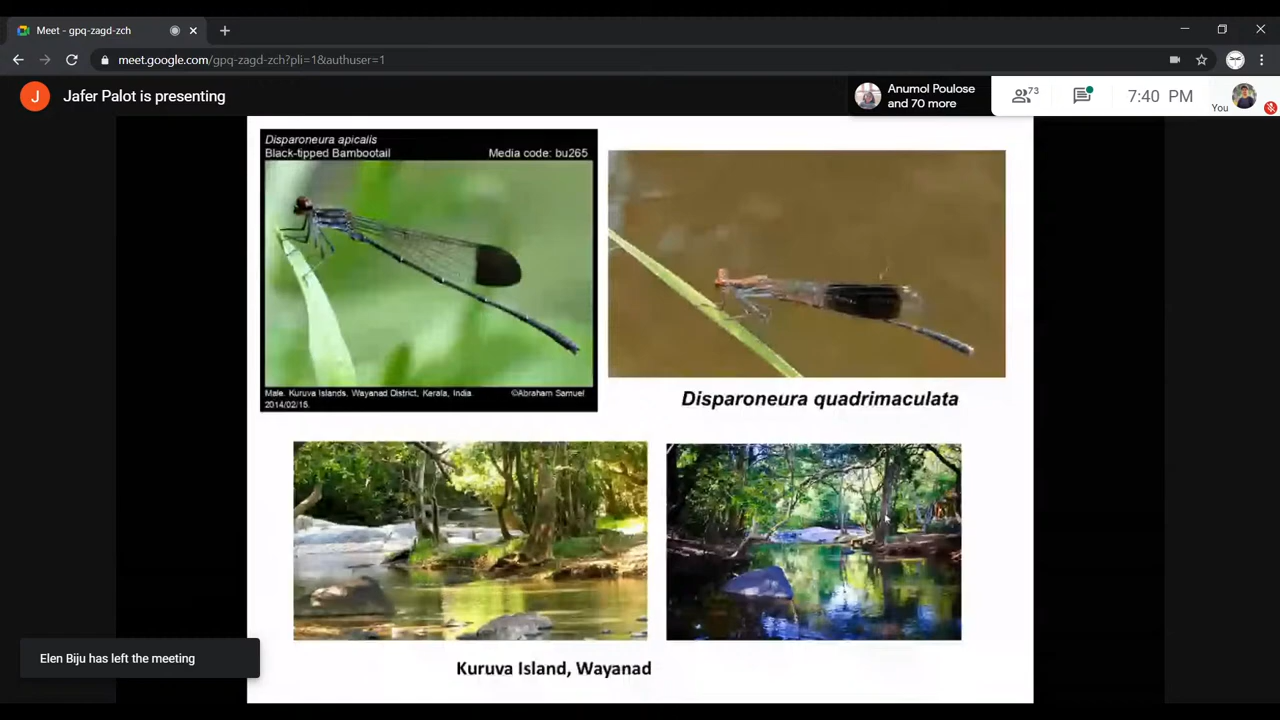 Meet - gpq-zagd-zch
meet.google.com/gpq-zagd-zch?pli=1&authuser=1
J
Jafer Palot is presenting
Anumol Poulose
and 70 more
73
7:40 PM
You
Disparoneura apicalis
Black-tipped Bambootail
Media code: bu265
Male. Kuruva Islands, Wayanad District, Kerala, India.
©Abraham Samuel
2014/02/15.
Disparoneura quadrimaculata
Kuruva Island, Wayanad
Elen Biju has left the meeting